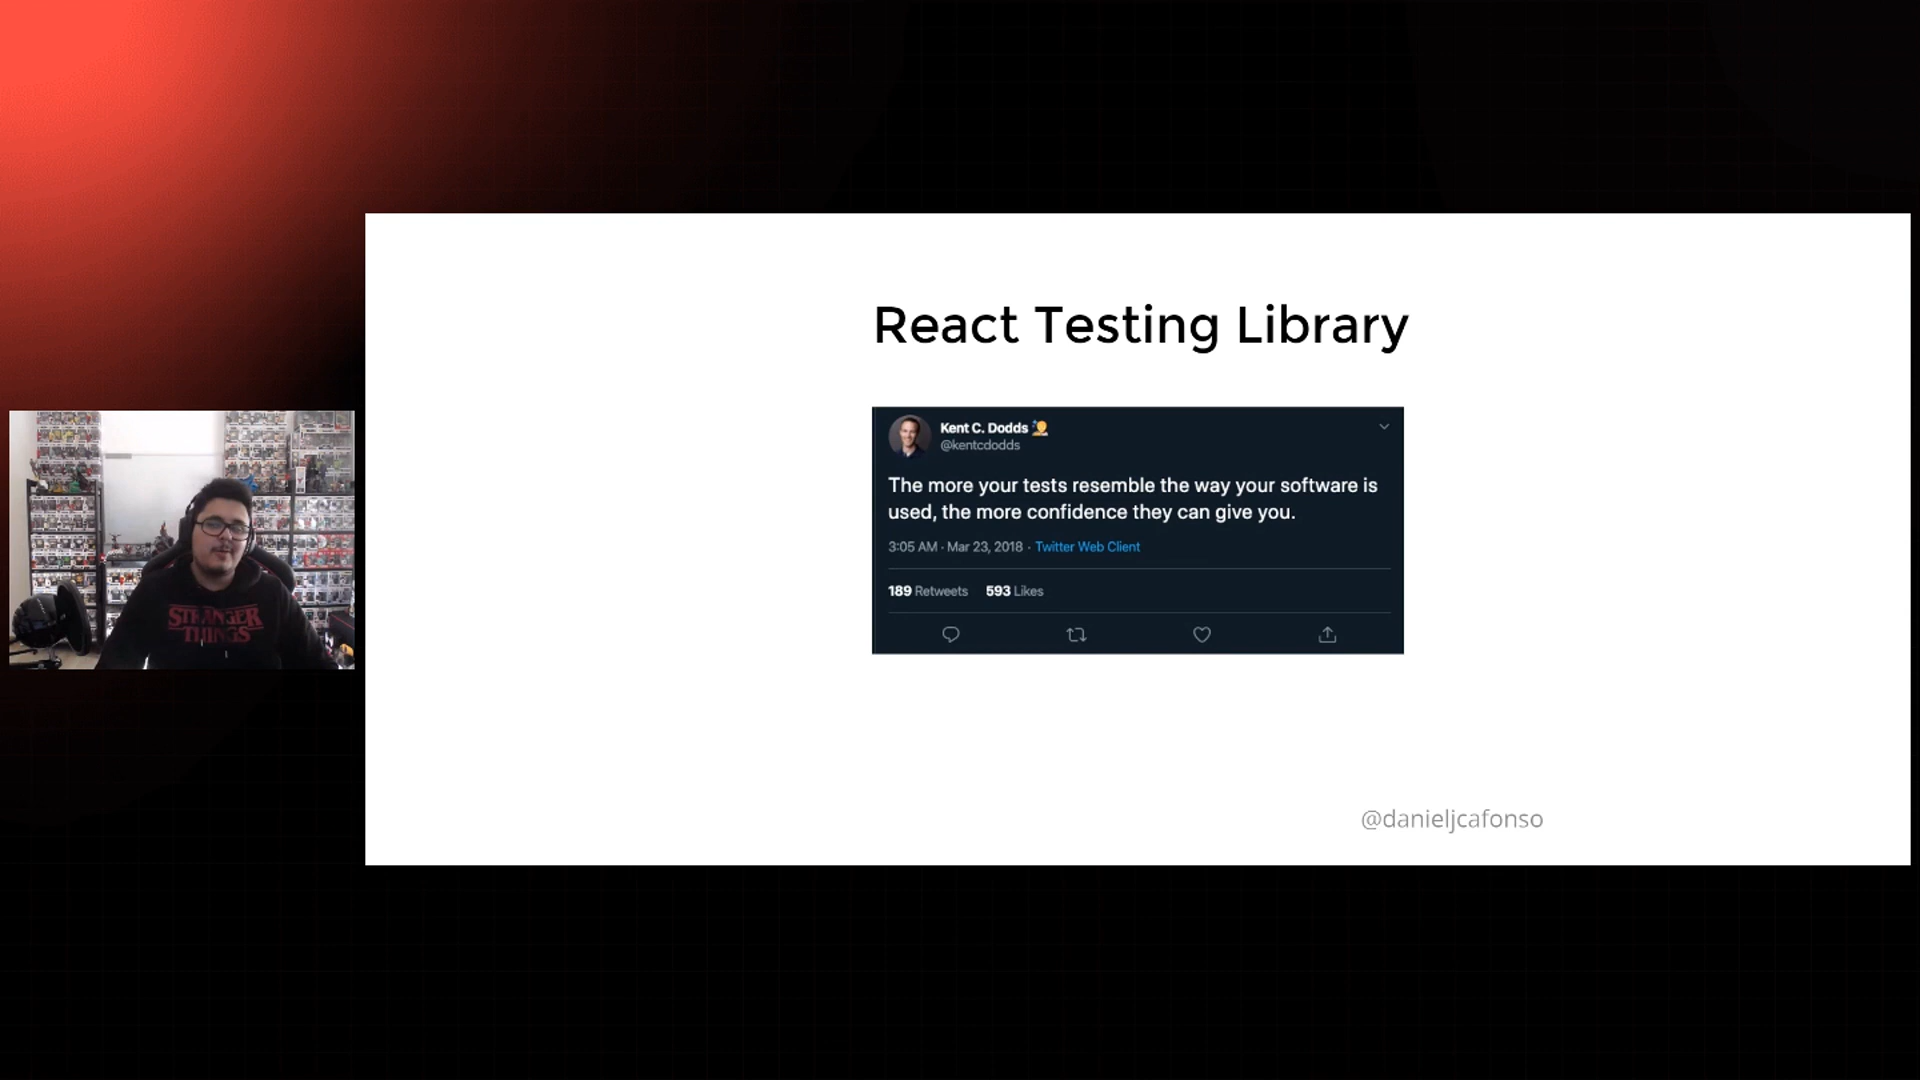 React Testing Library
Kent C. Dodds
@kentcdodds
The more your tests resemble the way your software is
used, the more confidence they can give you.
3:05 AM · Mar 23, 2018 · Twitter Web Client
189 Retweets 593 Likes
STRANGER
THINGS
@danieljcafonso